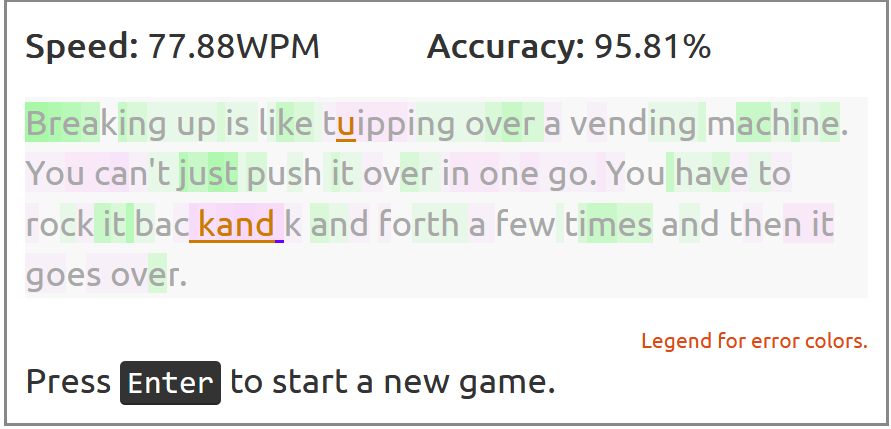 Speed: 77.88WPM Accuracy: 95.81%
Breaking up is like tuipping over a vending machine.
You can't just push it over in one go. You have to
rock it bac kand k and forth a few times and then it
goes over.
Legend for error colors.
Press Enter to start a new game.